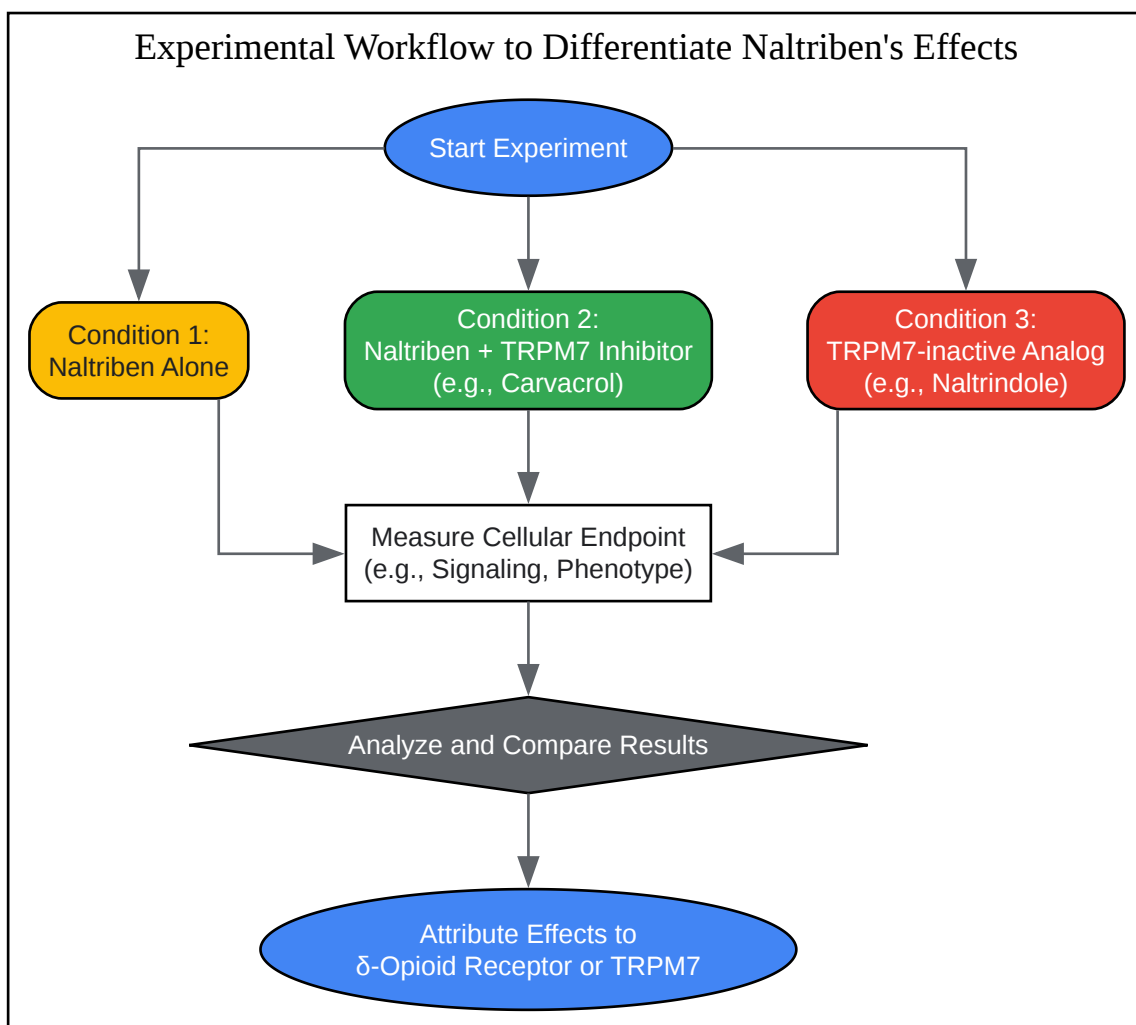 Experimental Workflow to Differentiate Naltriben's Effects
Start Experiment
Condition 1:
Naltriben Alone
Condition 2:
Naltriben + TRPM7 Inhibitor
(e.g., Carvacrol)
Condition 3:
TRPM7-inactive Analog
(e.g., Naltrindole)
Measure Cellular Endpoint
(e.g., Signaling, Phenotype)
Analyze and Compare Results
Attribute Effects to
δ-Opioid Receptor or TRPM7